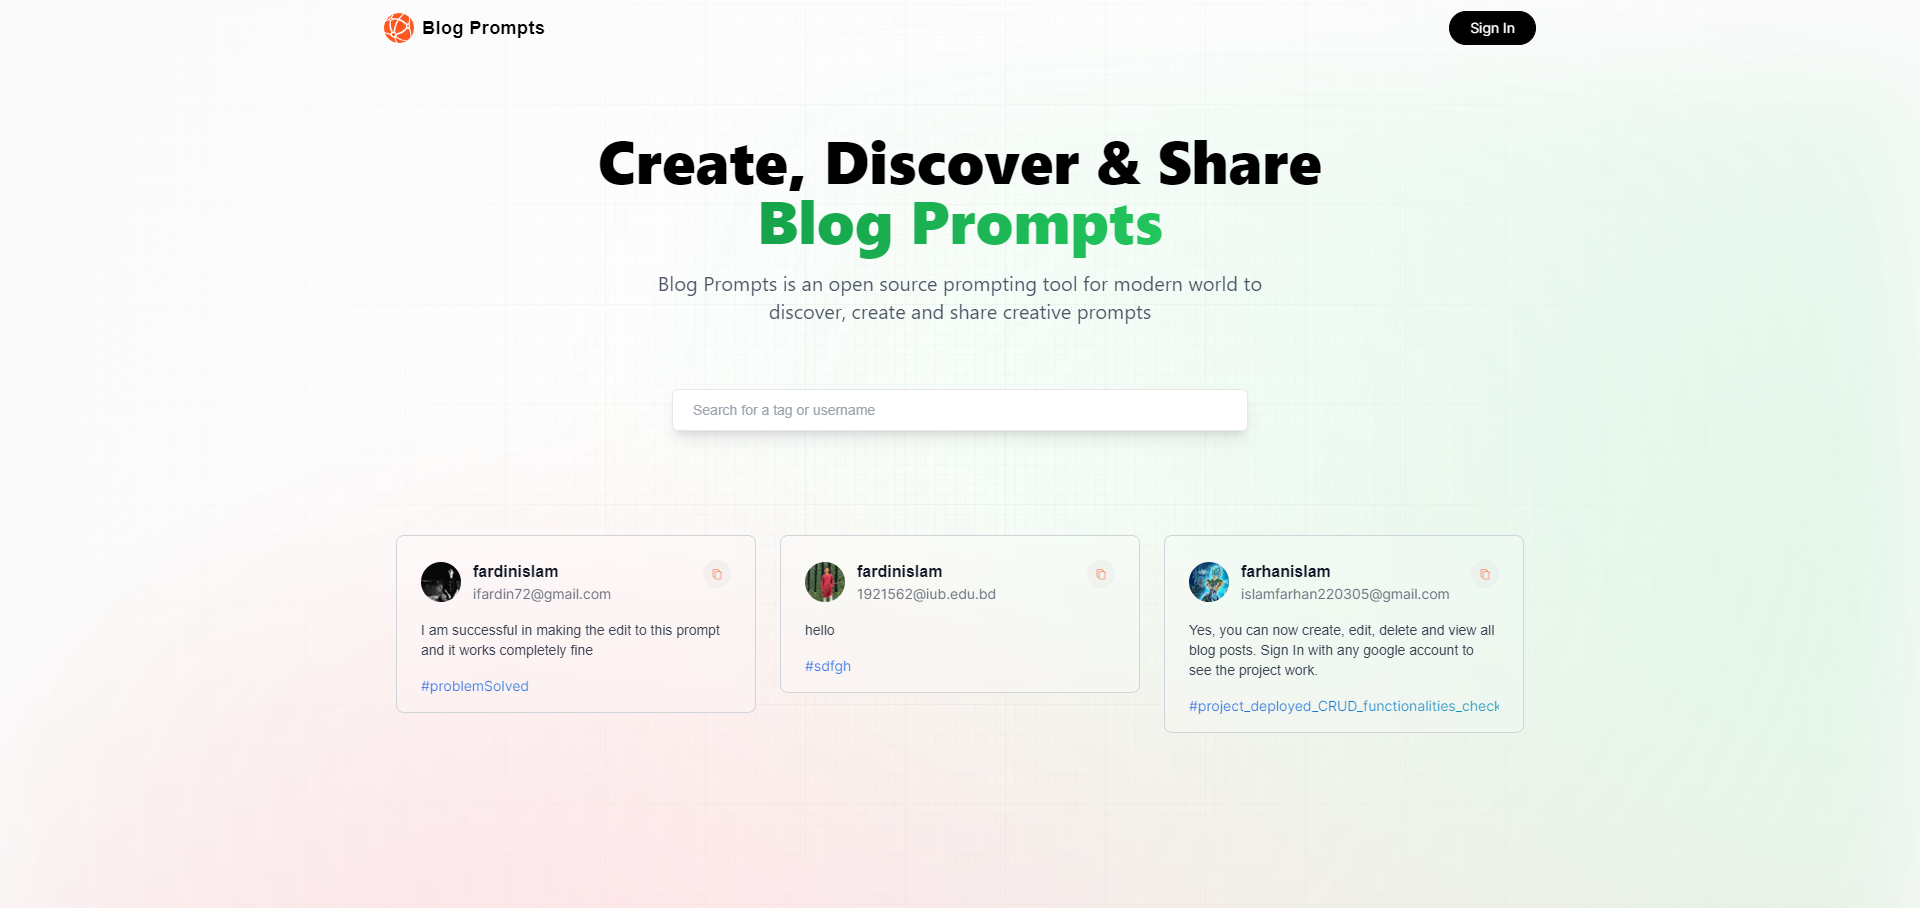 Blog Prompts
Sign In
Create, Discover & Share
Blog Prompts
Blog Prompts is an open source prompting tool for modern world to
discover, create and share creative prompts
Search for a tag or username
fardinislam
ifardin72@gmail.com
I am successful in making the edit to this prompt
and it works completely fine
#problemSolved
fardinislam
1921562@iub.edu.bd
hello
#sdfgh
farhanislam
islamfarhan220305@gmail.com
Yes, you can now create, edit, delete and view all
blog posts. Sign In with any google account to
see the project work.
#project_deployed_CRUD_functionalities_check